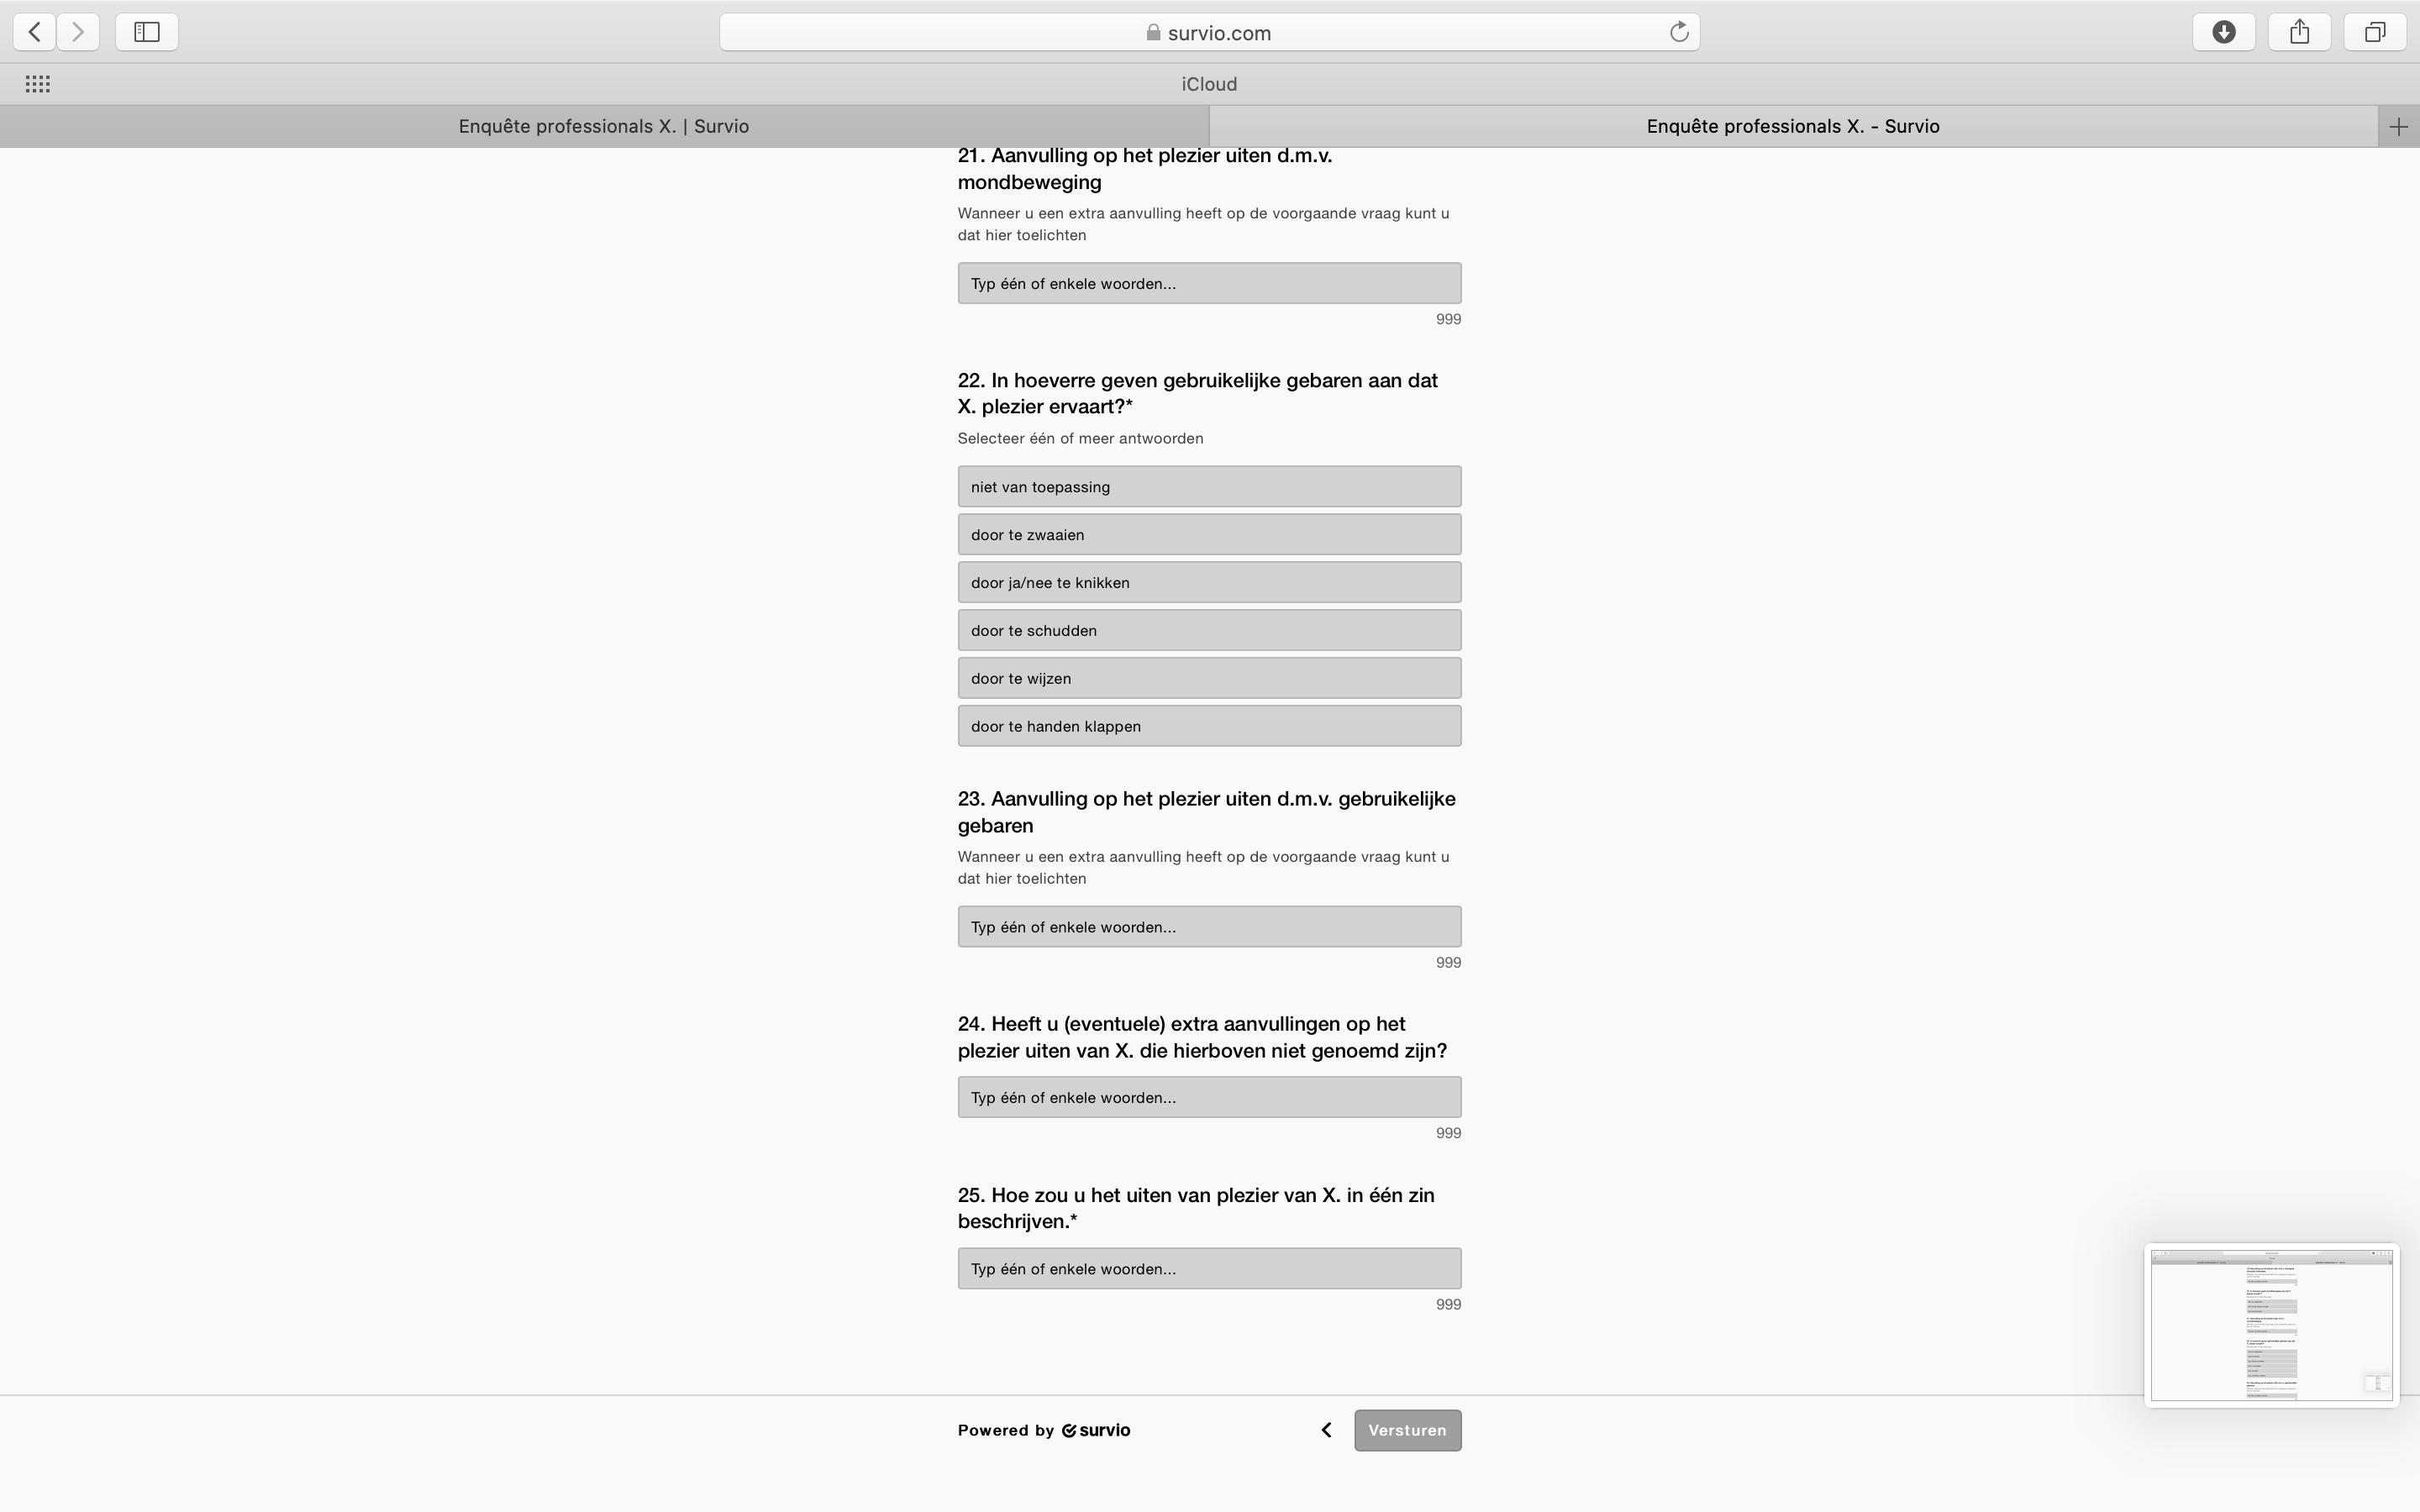 survio.com
iCloud
Enquête professionals X. | Survio
Enquête professionals X. - Survio
21. Aanvulling op het plezier uiten d.m.v.
mondbeweging
Wanneer u een extra aanvulling heeft op de voorgaande vraag kunt u
dat hier toelichten
Typ één of enkele woorden...
999
22. In hoeverre geven gebruikelijke gebaren aan dat
X. plezier ervaart?*
Selecteer één of meer antwoorden
niet van toepassing
door te zwaaien
door ja/nee te knikken
door te schudden
door te wijzen
door te handen klappen
23. Aanvulling op het plezier uiten d.m.v. gebruikelijke
gebaren
Wanneer u een extra aanvulling heeft op de voorgaande vraag kunt u
dat hier toelichten
Typ één of enkele woorden...
999
24. Heeft u (eventuele) extra aanvullingen op het
plezier uiten van X. die hierboven niet genoemd zijn?
Typ één of enkele woorden...
999
25. Hoe zou u het uiten van plezier van X. in één zin
beschrijven.*
Typ één of enkele woorden...
999
Powered by survio
Versturen